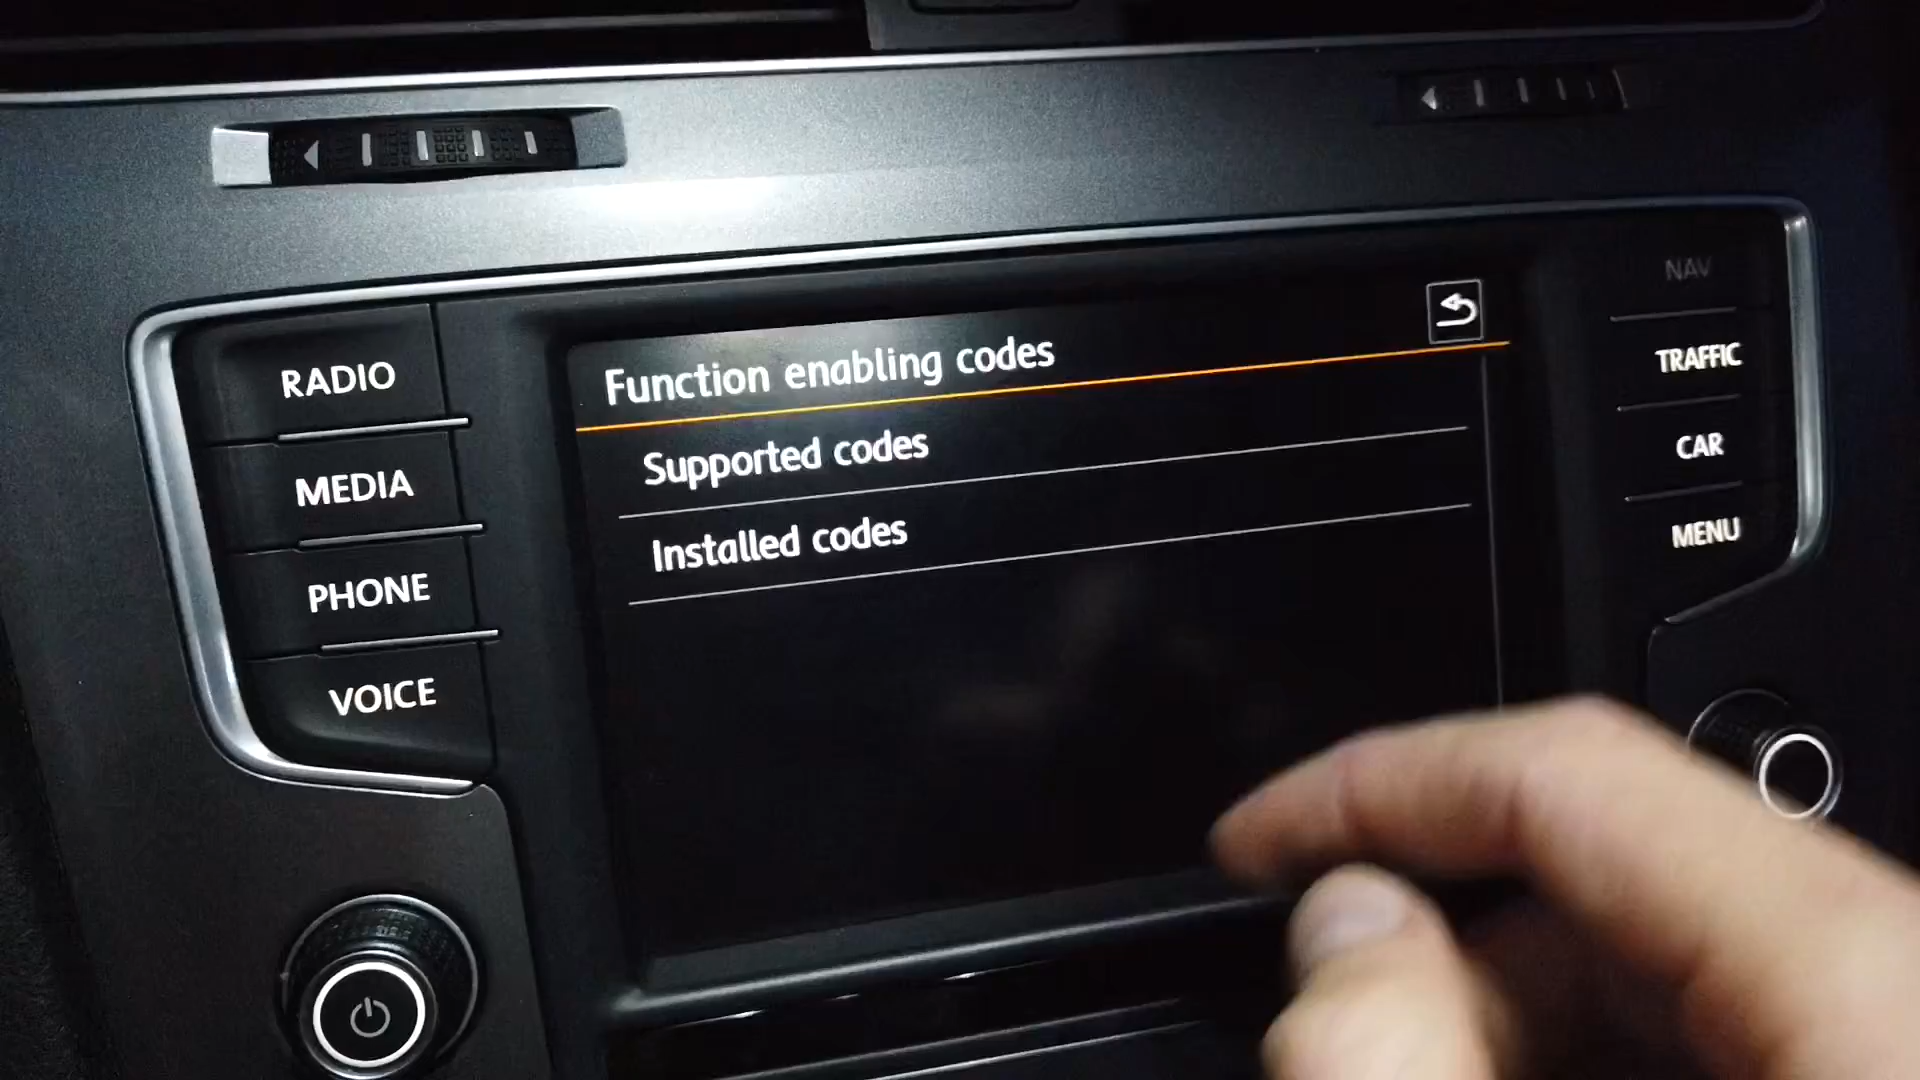 RADIO
MEDIA
PHONE
VOICE
Function enabling codes
Supported codes
Installed codes
NAV
TRAFFIC
CAR
MENU